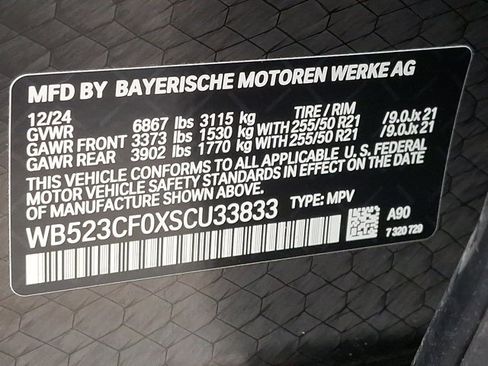 MFD BY BAYERISCHE MOTOREN WERKE AG
12/24 TIRE / RIM
GVWR 6867 lbs 3115 kg
GAWR FRONT 3373 lbs 1530 kg WITH 255/50 R21 /9.0Jx21
GAWR REAR 3902 lbs 1770 kg WITH 255/50 R21 /9.0Jx21
THIS VEHICLE CONFORMS TO ALL APPLICABLE U.S. FEDERAL
MOTOR VEHICLE SAFETY STANDARDS IN EFFECT ON THE DATE
OF MANUFACTURE SHOWN ABOVE.
WB523CF0XSCU33833 TYPE: MPV
A90
7 320 720